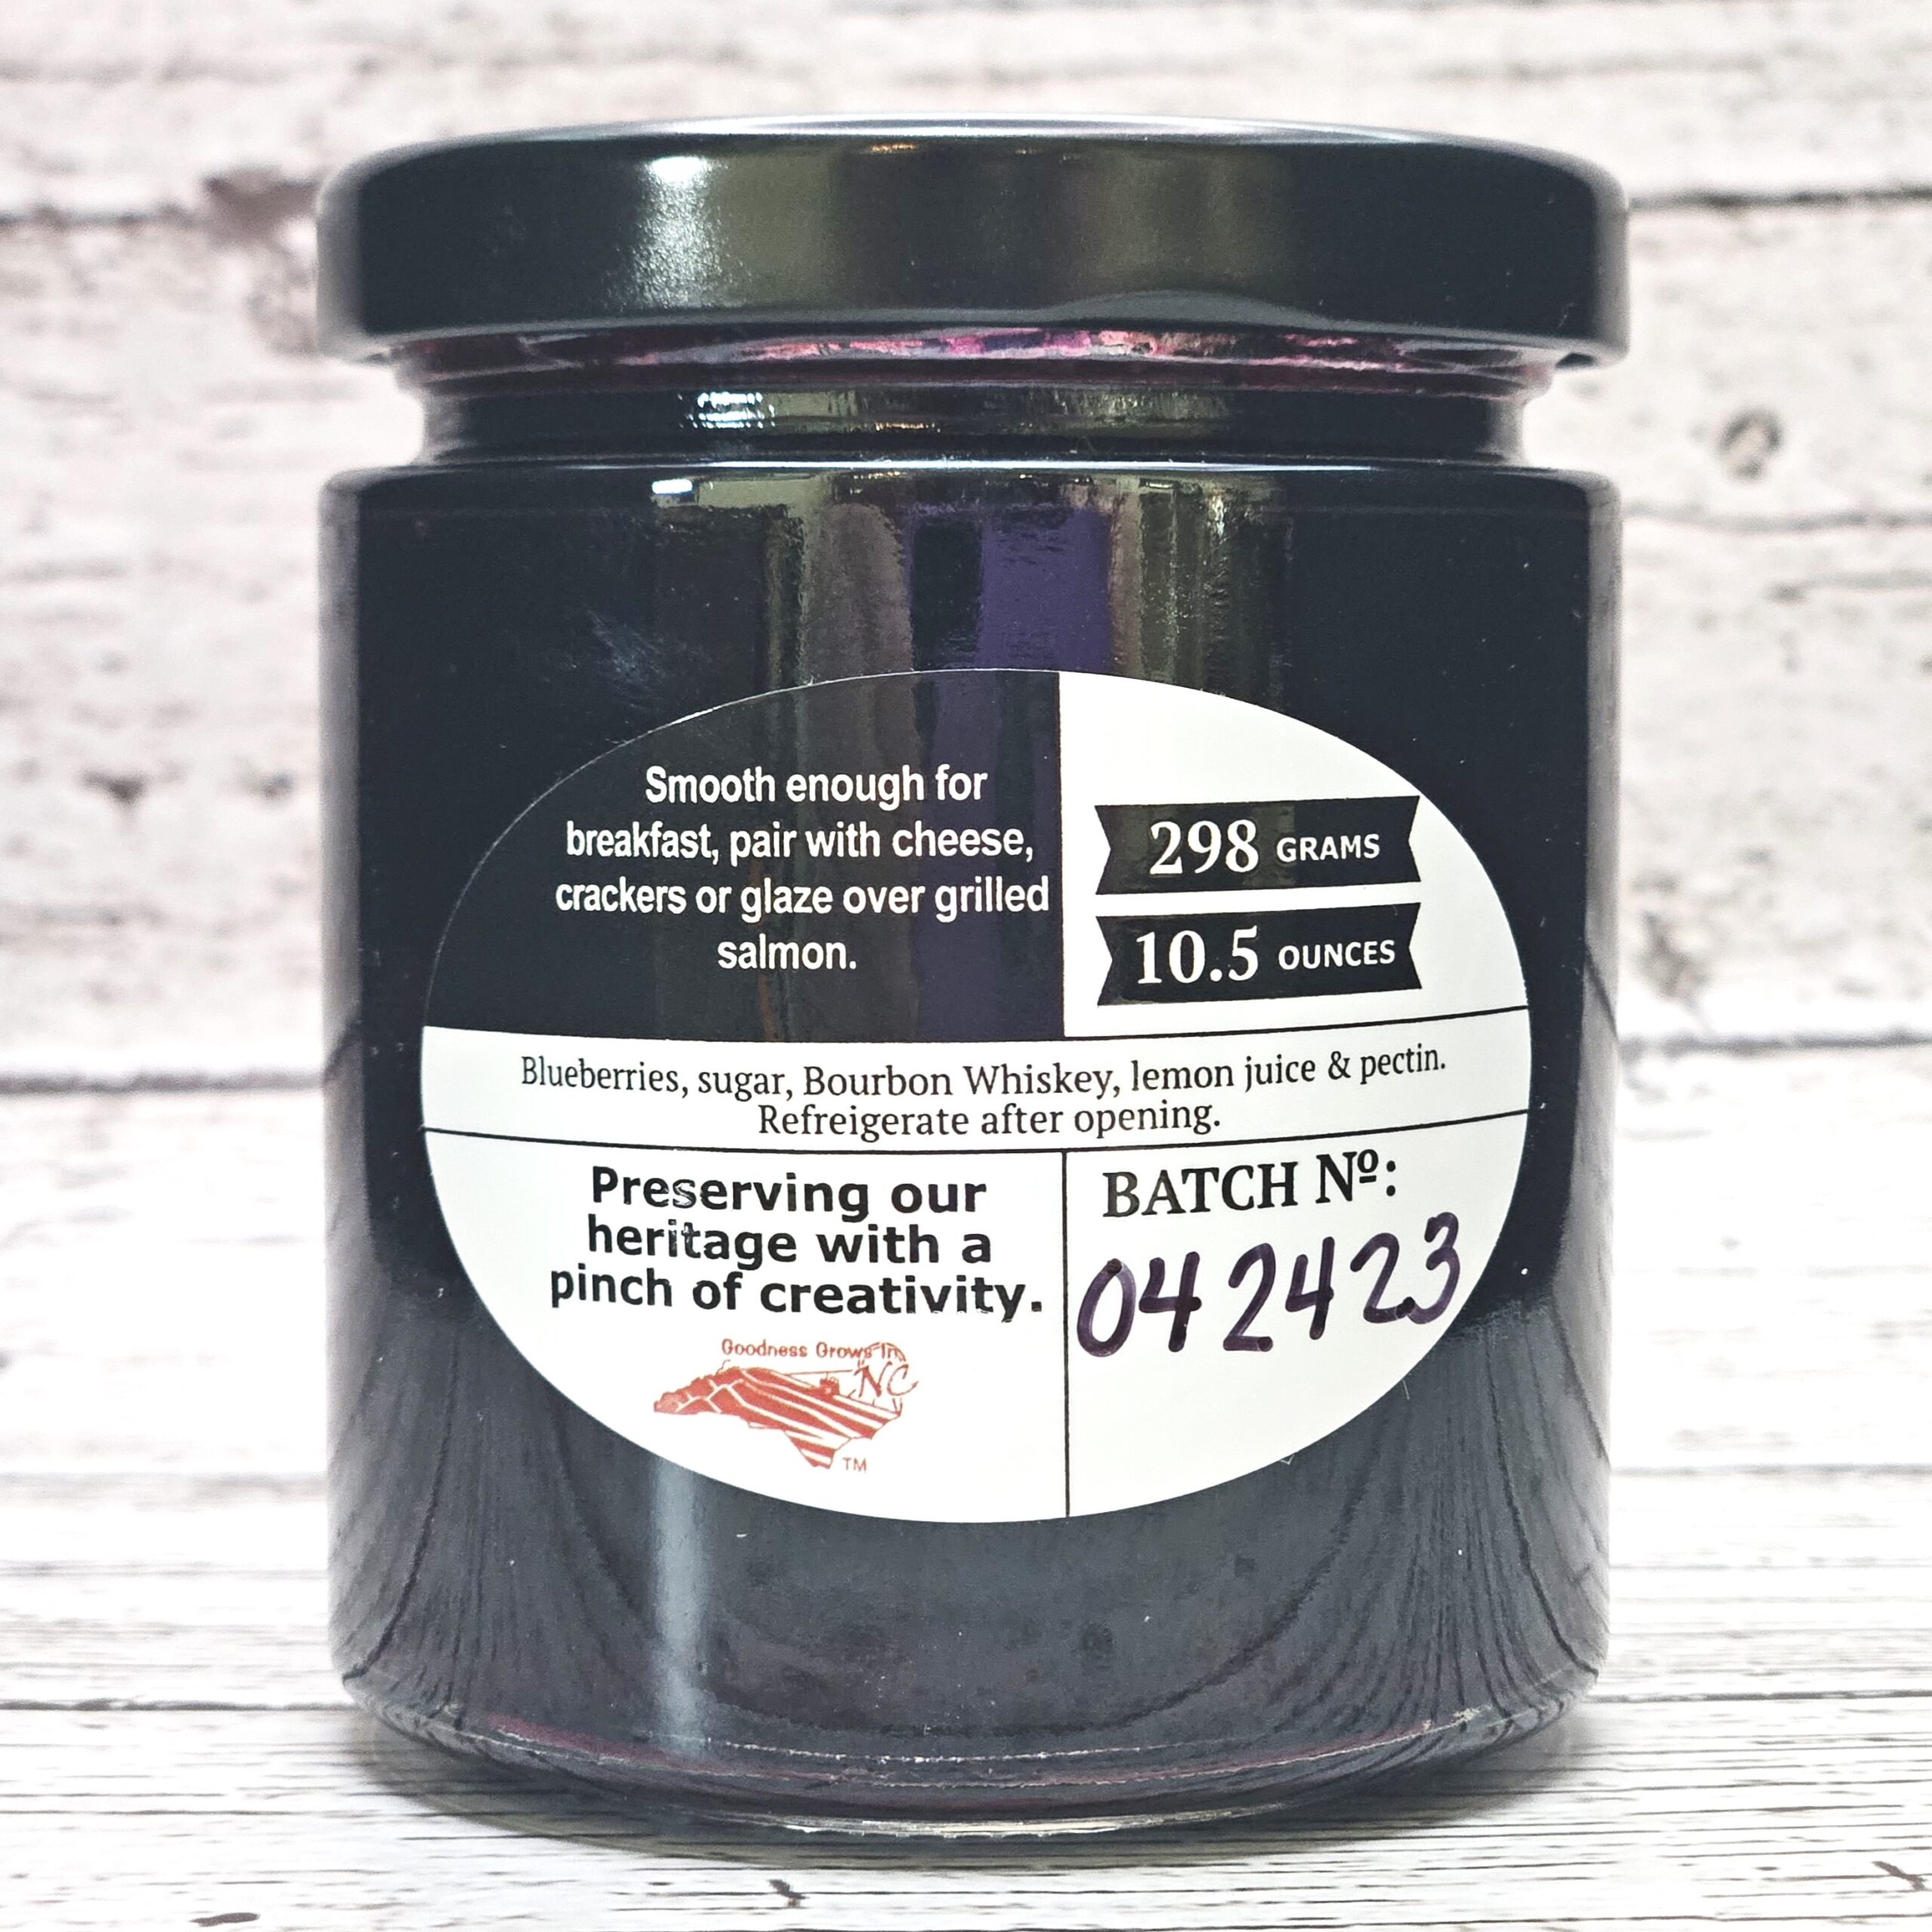 Smooth enough for
breakfast, pair with cheese,
crackers or glaze over grilled
salmon.
298 GRAMS
10.5 OUNCES
Blueberries, sugar, Bourbon Whiskey, lemon juice & pectin.
Refreigerate after opening.
Preserving our
heritage with a
pinch of creativity.
Goodness Grows In
NC
TM
BATCH Nº:
042423